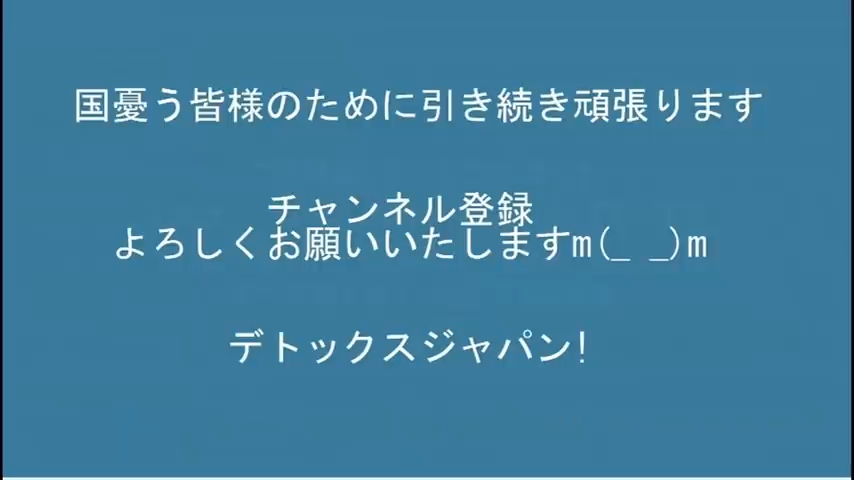 国憂う皆様のために引き続き頑張ります
チャンネル登録
よろしくお願いいたしますm(_ _)m
デトックスジャパン!